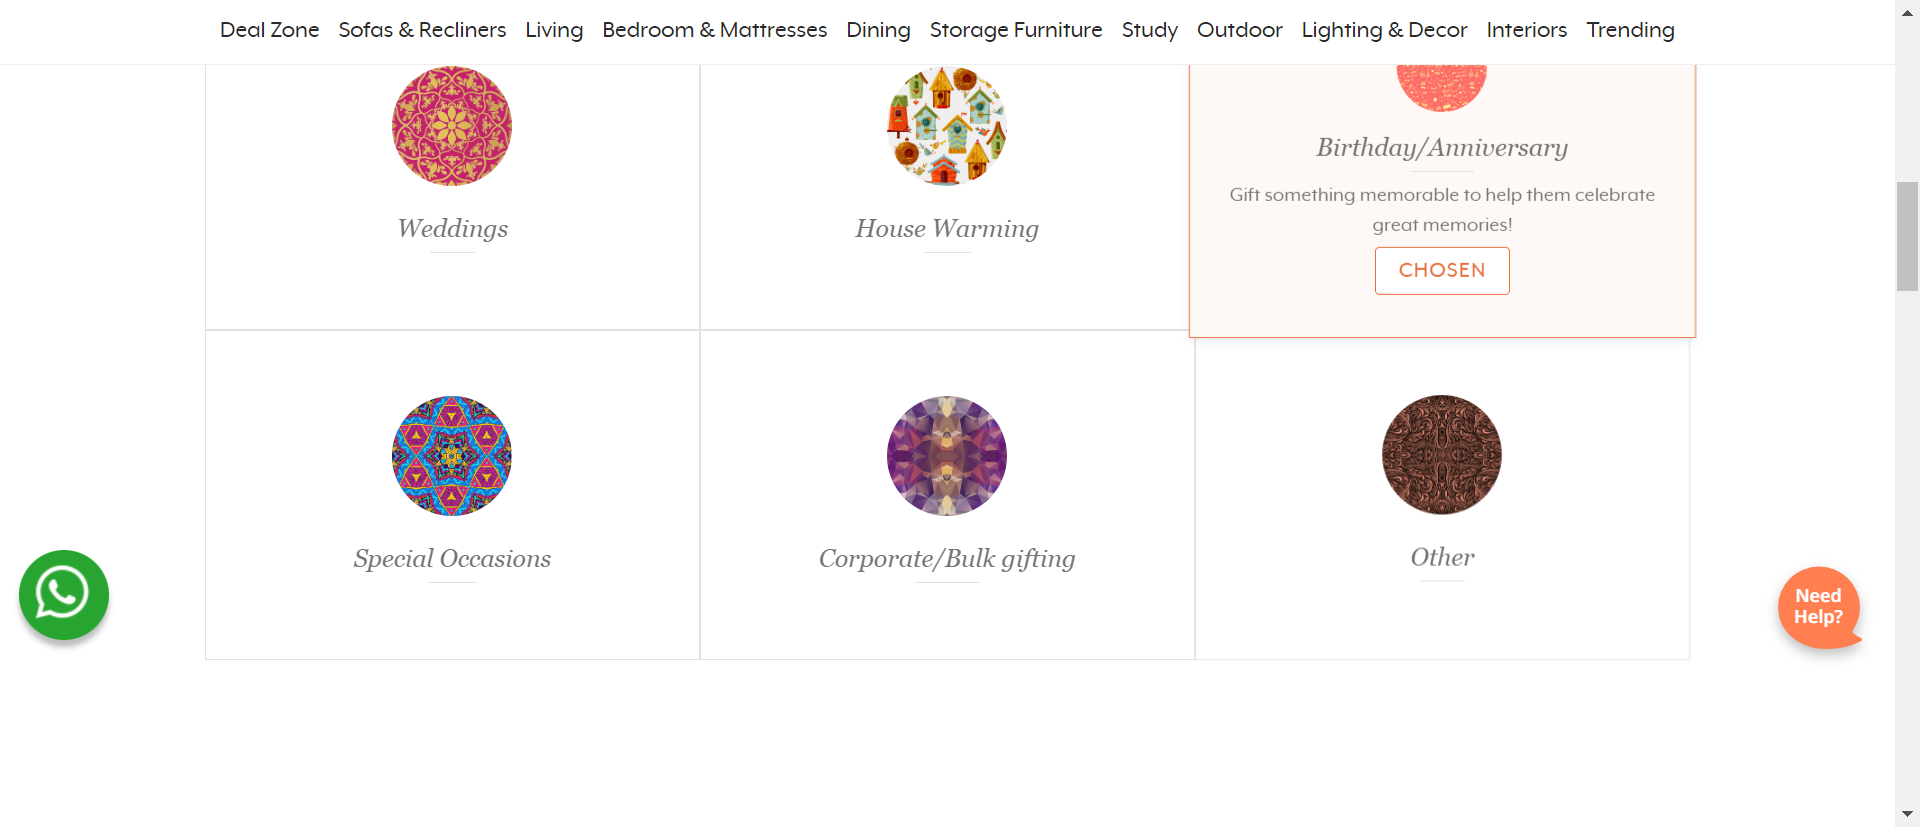 Deal Zone Sofas & Recliners Living Bedroom & Mattresses Dining Storage Furniture Study Outdoor Lighting & Decor Interiors Trending
Weddings
House Warming
Birthday/Anniversary
Gift something memorable to help them celebrate
great memories!
CHOSEN
Special Occasions
Corporate/Bulk gifting
Other
Need
Help?